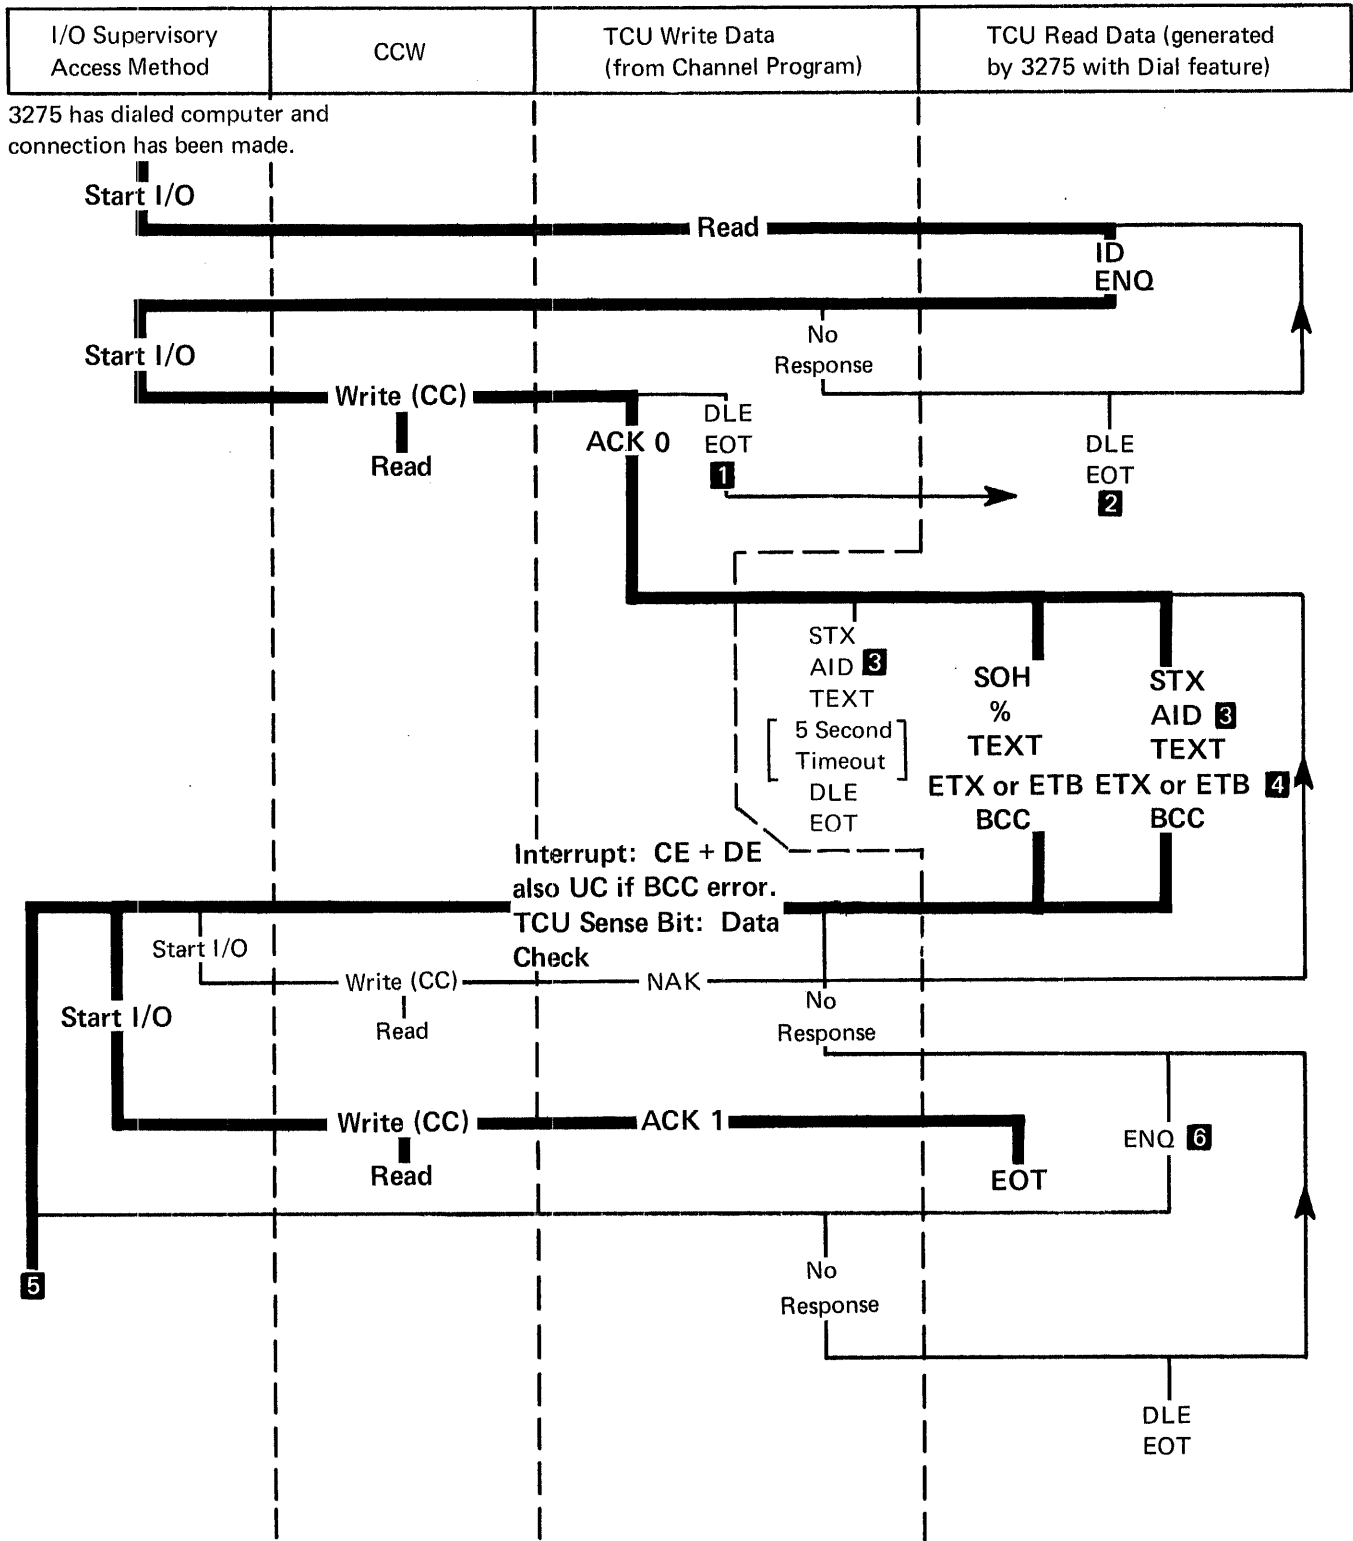 I/O Supervisory
Access Method
CCW
TCU Write Data
(from Channel Program)
TCU Read Data (generated
by 3275 with Dial feature)
3275 has dialed computer and
connection has been made.
Start I/O
Read
ID
ENQ
No
Response
Start I/O
Write (CC)
Read
ACK 0
DLE
EOT
1
DLE
EOT
2
STX
AID 3
TEXT
5 Second
Timeout
DLE
EOT
SOH
%
TEXT
ETX or ETB
BCC
STX
AID 3
TEXT
ETX or ETB 4
BCC
Interrupt: CE + DE
also UC if BCC error.
TCU Sense Bit: Data
Check
Start I/O
Write (CC)
Read
NAK
No
Response
Start I/O
Write (CC)
Read
ACK 1
EOT
ENQ 6
5
No
Response
DLE
EOT